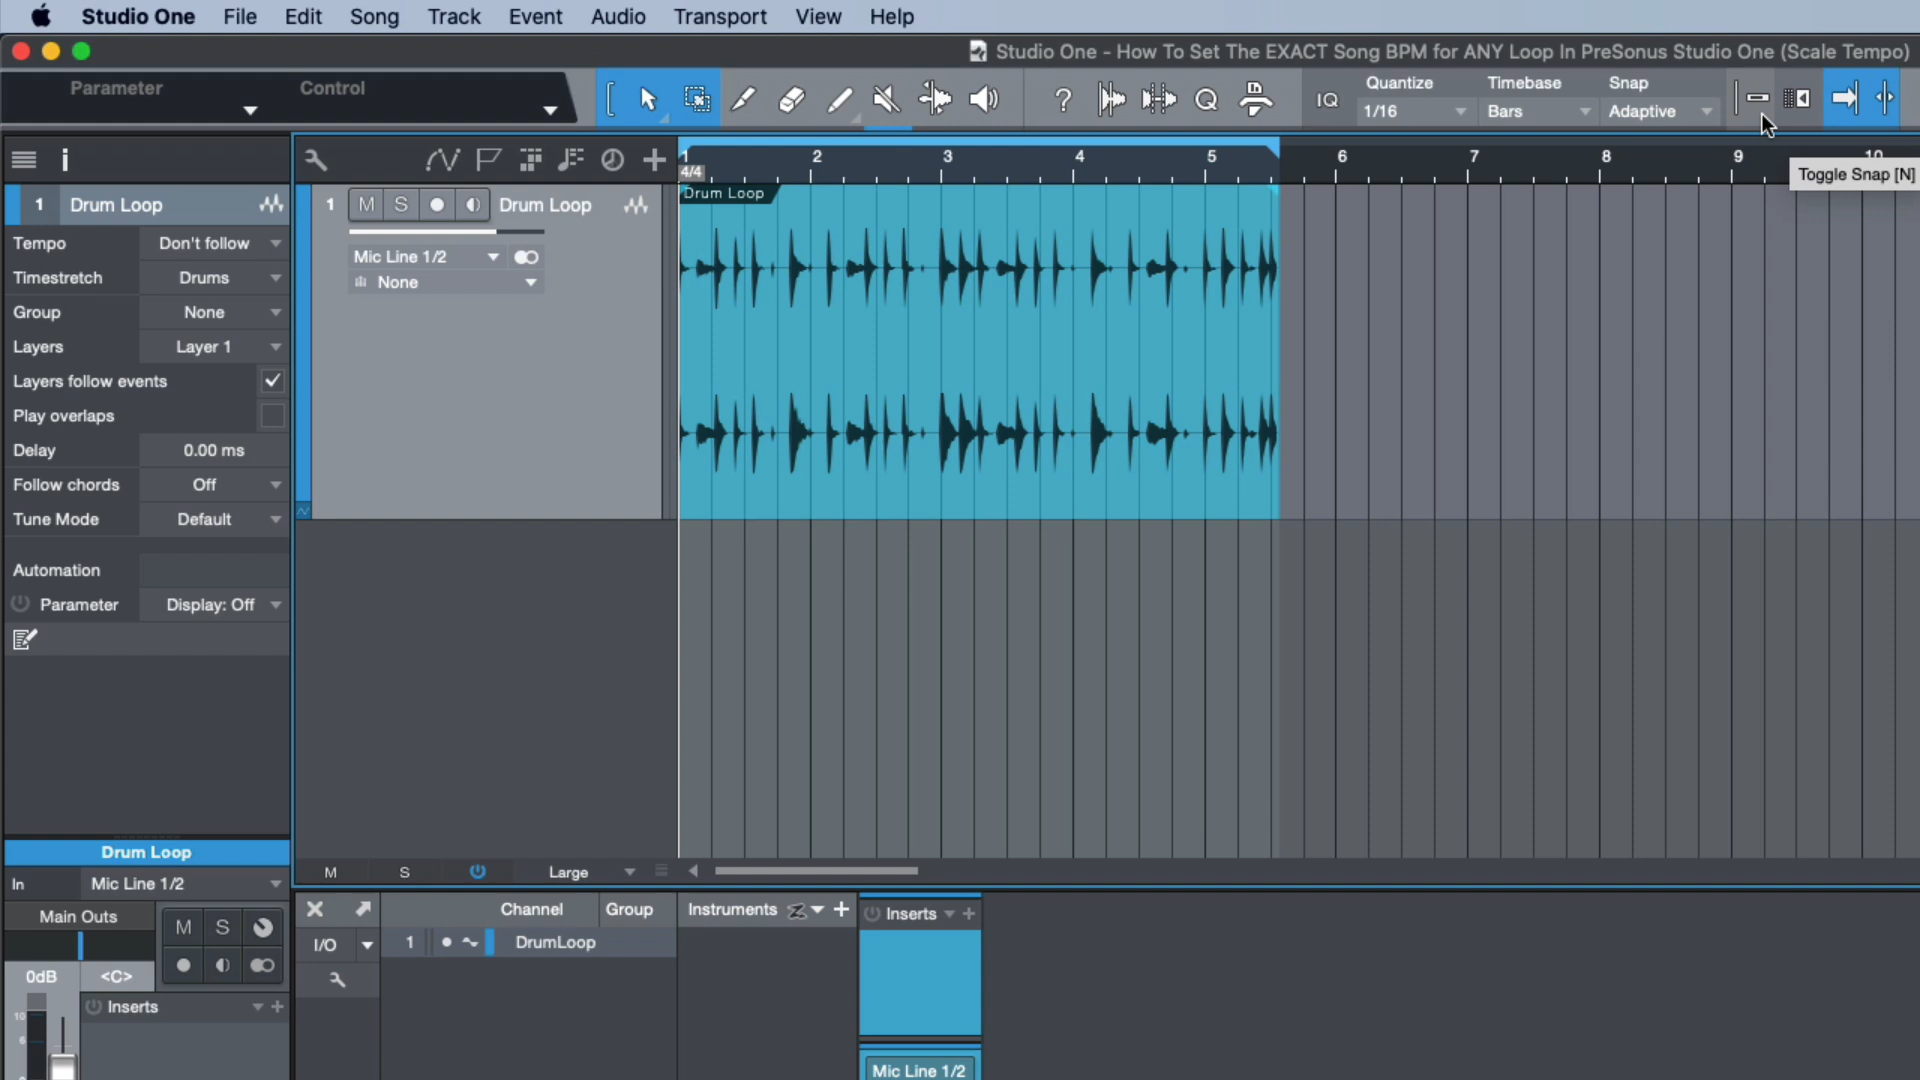 Studio One File Edit Song Track Event Audio Transport View Help
Studio One - How To Set The EXACT Song BPM for ANY Loop In PreSonus Studio One (Scale Tempo)
Parameter Control
IQ
Quantize Timebase Snap
1/16 Bars Adaptive
Toggle Snap [N]
i
1 2 3 4 5 6 7 8 9 10
4/4
1 Drum Loop
1 M S Drum Loop
Drum Loop
Tempo Don't follow
Mic Line 1/2
Timestretch Drums
None
Group None
Layers Layer 1
Layers follow events
Play overlaps
Delay 0.00 ms
Follow chords Off
Tune Mode Default
Automation
Parameter Display: Off
Drum Loop
M S Large
In Mic Line 1/2
Main Outs
M S
0dB <C>
Inserts
10
6
Channel Group Instruments Z
Inserts
I/O
1 DrumLoop
Mic Line 1/2